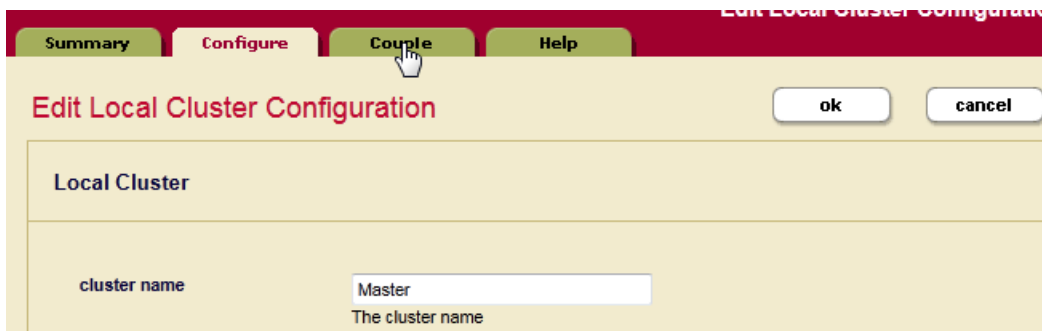 Edit Local Cluster Configuratio
Summary Configure Couple Help
Edit Local Cluster Configuration ok cancel
Local Cluster
cluster name Master
The cluster name